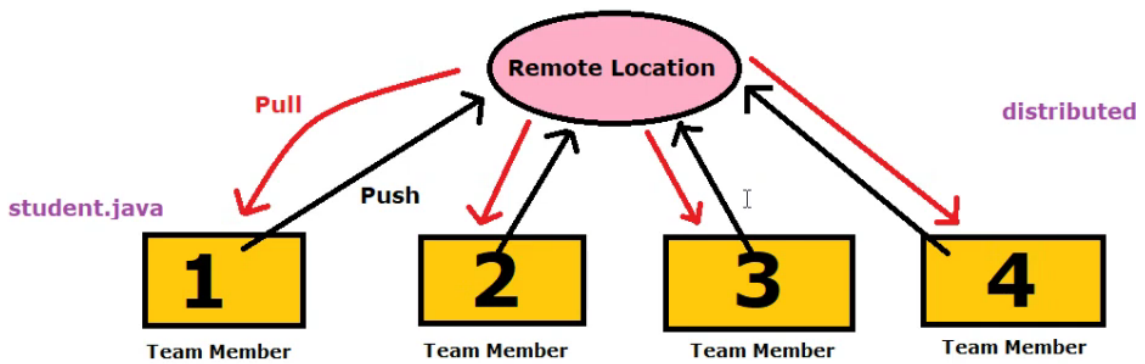 Remote Location
Pull
distributed
Push
student.java
1
2
3
4
Team Member
Team Member
Team Member
Team Member